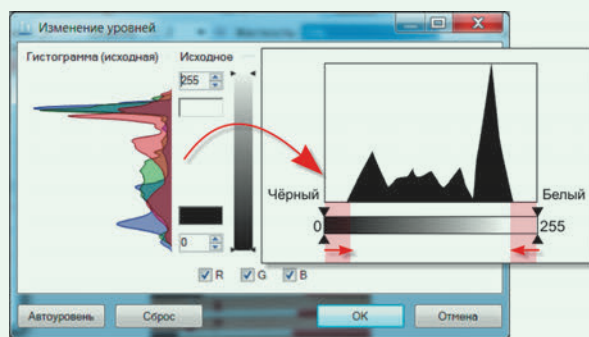 Изменение уровней
Гистограмма (исходная)
Исходное
255
0
R
G
B
Автоуровень
Сброс
OK
Отмена
Чёрный
Белый
0
255